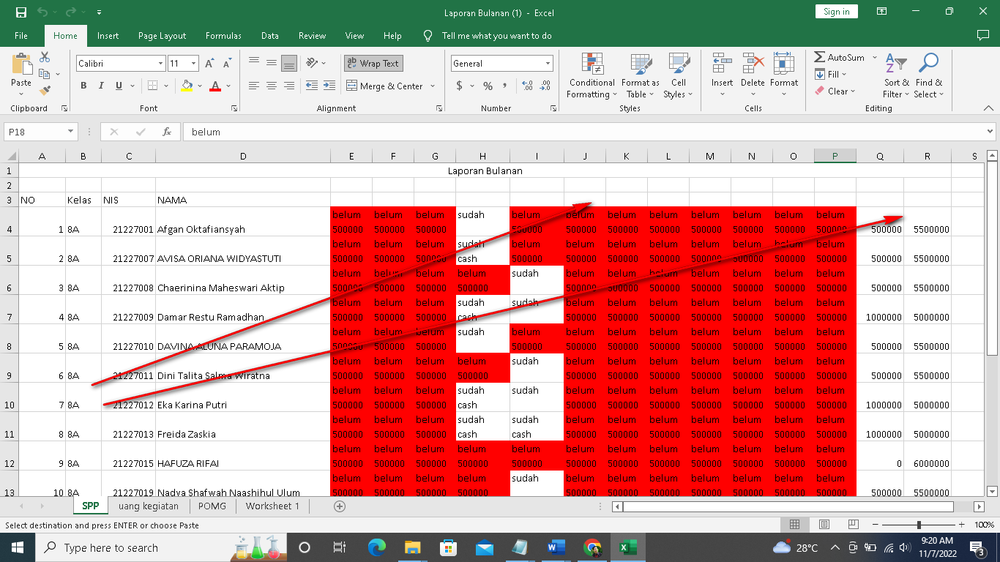 Laporan Bulanan (1) - Excel
Sign in
File Home Insert Page Layout Formulas Data Review View Help Tell me what you want to do
Paste
Clipboard
Calibri 11
B I U A
Font
ab Wrap Text
Merge & Center
Alignment
General
$ % ,
Number
Conditional Formatting
Format as Table
Cell Styles
Styles
Insert Delete Format
Cells
AutoSum
Fill
Clear
Sort & Filter
Find & Select
Editing
P18 fx belum
A B C D E F G H I J K L M N O P Q R S
1 Laporan Bulanan
2
3 NO Kelas NIS NAMA
belum belum belum sudah belum belum belum belum belum belum belum belum
4 1 8A 21227001 Afgan Oktafiansyah 500000 500000 500000 500000 500000 500000 500000 500000 500000 500000 500000 500000 5500000
belum belum belum sudah belum belum belum belum belum belum belum belum
5 2 8A 21227007 AVISA ORIANA WIDYASTUTI 500000 500000 500000 cash 500000 500000 500000 500000 500000 500000 500000 500000 500000 5500000
belum belum belum belum sudah belum belum belum belum belum belum belum
6 3 8A 21227008 Chaerinina Maheswari Aktip 500000 500000 500000 500000 500000 500000 500000 500000 500000 500000 500000 500000 5500000
belum belum belum sudah sudah belum belum belum belum belum belum belum
7 4 8A 21227009 Damar Restu Ramadhan 500000 500000 500000 cash 500000 500000 500000 500000 500000 500000 500000 1000000 5000000
belum belum belum sudah belum belum belum belum belum belum belum belum
8 5 8A 21227010 DAVINA ALUNA PARAMOJA 500000 500000 500000 500000 500000 500000 500000 500000 500000 500000 500000 500000 5500000
belum belum belum belum sudah belum belum belum belum belum belum belum
9 6 8A 21227011 Dini Talita Salma Wiratna 500000 500000 500000 500000 500000 500000 500000 500000 500000 500000 500000 500000 5500000
belum belum belum sudah sudah belum belum belum belum belum belum belum
10 7 8A 21227012 Eka Karina Putri 500000 500000 500000 cash 500000 500000 500000 500000 500000 500000 500000 1000000 5000000
belum belum belum sudah sudah belum belum belum belum belum belum belum
11 8 8A 21227013 Freida Zaskia 500000 500000 500000 cash cash 500000 500000 500000 500000 500000 500000 500000 1000000 5000000
belum belum belum belum belum belum belum belum belum belum belum belum
12 9 8A 21227015 HAFUZA RIFAI 500000 500000 500000 500000 500000 500000 500000 500000 500000 500000 500000 500000 0 6000000
belum belum belum belum sudah belum belum belum belum belum belum belum
13 10 8A 21227019 Nadya Shafwah Naashihul Ulum 500000 500000 500000 500000 500000 500000 500000 500000 500000 500000 500000 500000 5500000
SPP uang kegiatan POMG Worksheet 1
Select destination and press ENTER or choose Paste
100%
Type here to search
28°C
9:20 AM
11/7/2022
3